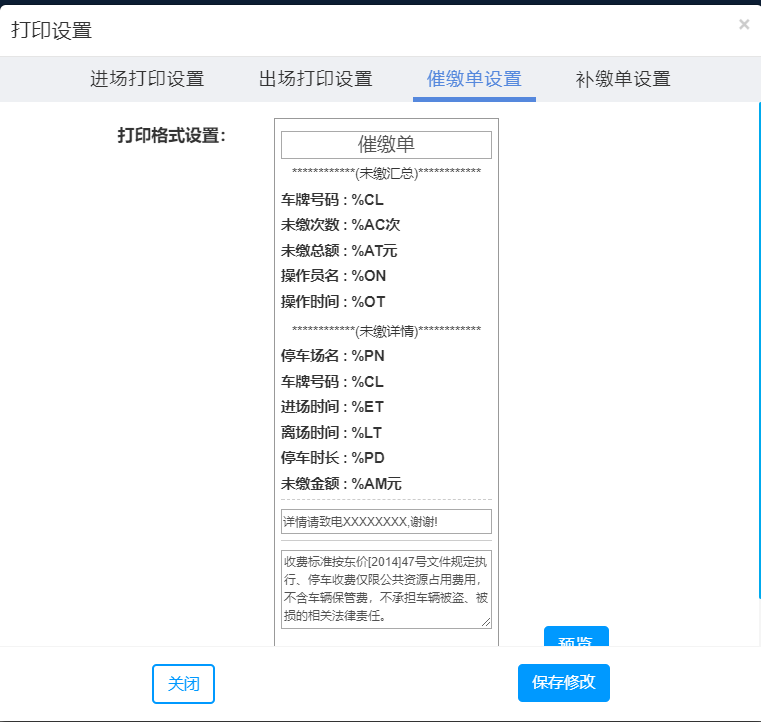 打印设置
×
进场打印设置 出场打印设置 催缴单设置 补缴单设置
打印格式设置：
催缴单
************(未缴汇总)************
车牌号码：%CL
未缴次数：%AC次
未缴总额：%AT元
操作员名：%ON
操作时间：%OT
************(未缴详情)************
停车场名：%PN
车牌号码：%CL
进场时间：%ET
离场时间：%LT
停车时长：%PD
未缴金额：%AM元
详情请致电XXXXXXXX,谢谢!
收费标准按东价[2014]47号文件规定执
行、停车收费仅限公共资源占用费用，
不含车辆保管费，不承担车辆被盗、被
损的相关法律责任。
预览
关闭 保存修改